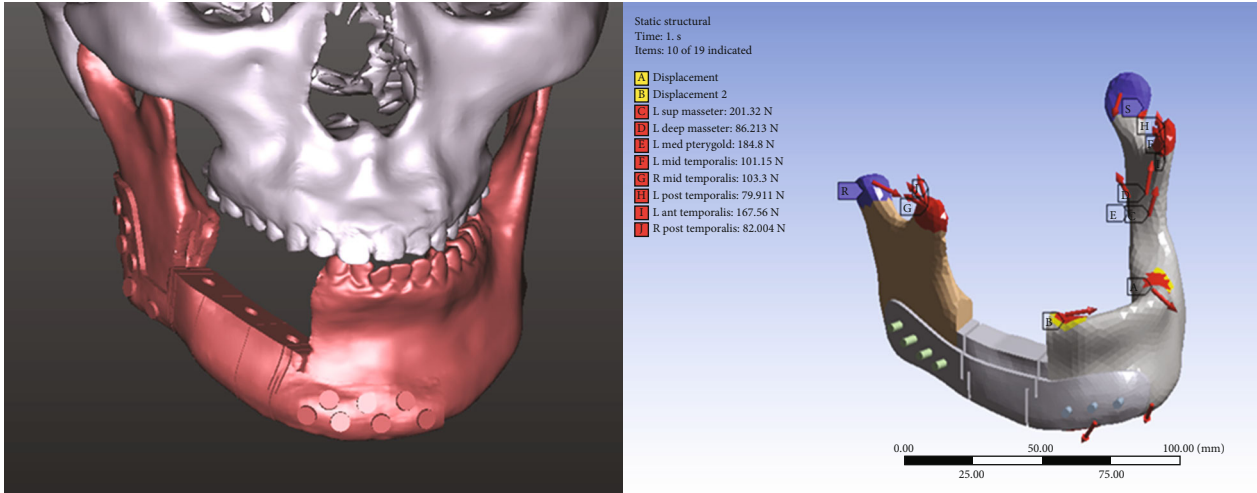 Static structural
Time: 1. s
Items: 10 of 19 indicated
A Displacement
B Displacement 2
C L sup masseter: 201.32 N
D L deep masseter: 86.213 N
E L med pterygold: 184.8 N
F L mid temporalis: 101.15 N
G R mid temporalis: 103.3 N
H L post temporalis: 79.911 N
I L ant temporalis: 167.56 N
J R post temporalis: 82.004 N
S
H
R
G
E
A
B
0.00 50.00 100.00 (mm)
25.00 75.00